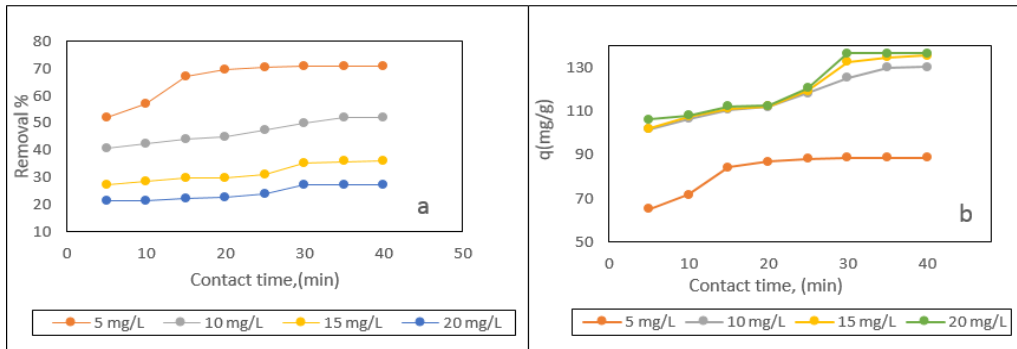 80
70
60
50
40
30
20
10
0 10 20 30 40 50
Removal %
Contact time,(min)
a
5 mg/L 10 mg/L 15 mg/L 20 mg/L
130
110
90
70
50
0 10 20 30 40
q(mg/g)
Contact time, (min)
b
5 mg/L 10 mg/L 15 mg/L 20 mg/L